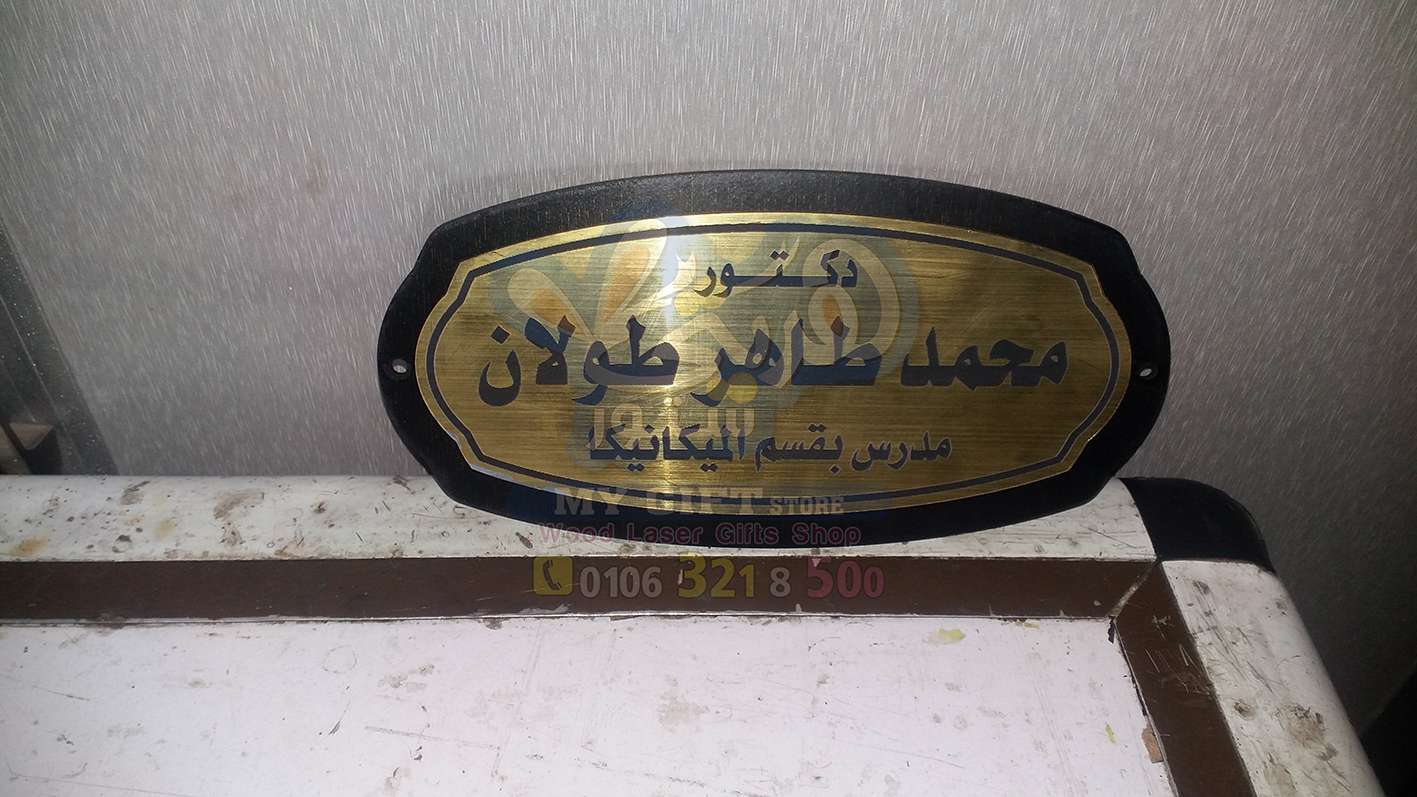 دكتور
محمد طاهر طولان
مدرس بقسم الميكانيكا
MY GIFT STORE
Wood Laser Gifts Shop
0106 321 8 500